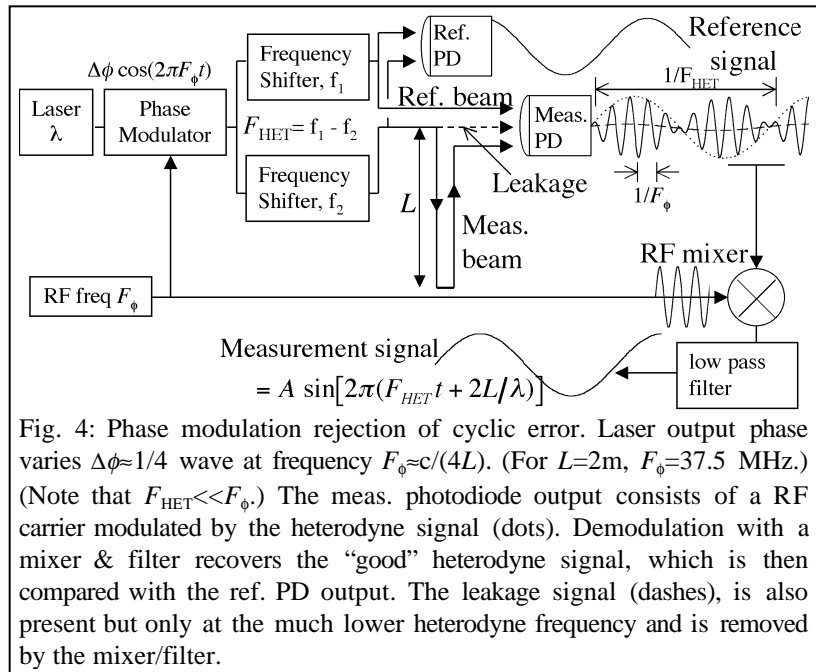 Δϕ cos(2πF_ϕ t)
Laser
λ
Phase
Modulator
Frequency
Shifter, f₁
F_HET = f₁ - f₂
Frequency
Shifter, f₂
Ref.
PD
Reference
signal
Ref. beam
Meas.
PD
1/F_HET
Leakage
1/F_ϕ
L
Meas.
beam
RF freq F_ϕ
RF mixer
low pass
filter
Measurement signal
= A sin[2π(F_HET t + 2L/λ)]
Fig. 4: Phase modulation rejection of cyclic error. Laser output phase
varies Δϕ≈1/4 wave at frequency F_ϕ≈c/(4L). (For L=2m, F_ϕ=37.5 MHz.)
(Note that F_HET<<F_ϕ.) The meas. photodiode output consists of a RF
carrier modulated by the heterodyne signal (dots). Demodulation with a
mixer & filter recovers the “good” heterodyne signal, which is then
compared with the ref. PD output. The leakage signal (dashes), is also
present but only at the much lower heterodyne frequency and is removed
by the mixer/filter.